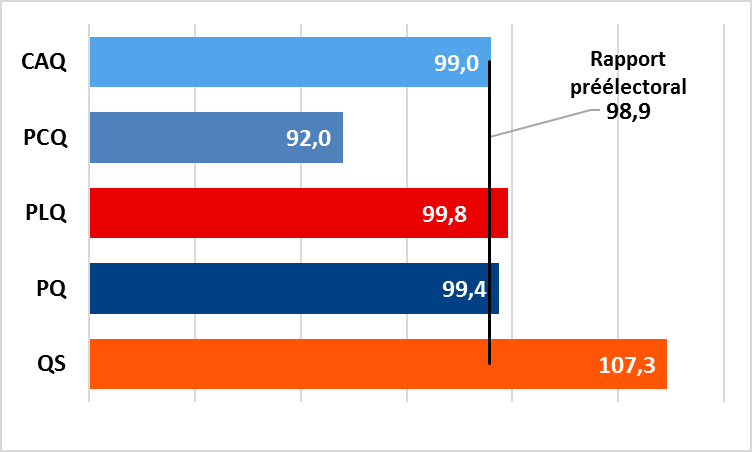 CAQ 99,0
Rapport
préélectoral
98,9
PCQ 92,0
PLQ 99,8
PQ 99,4
QS 107,3